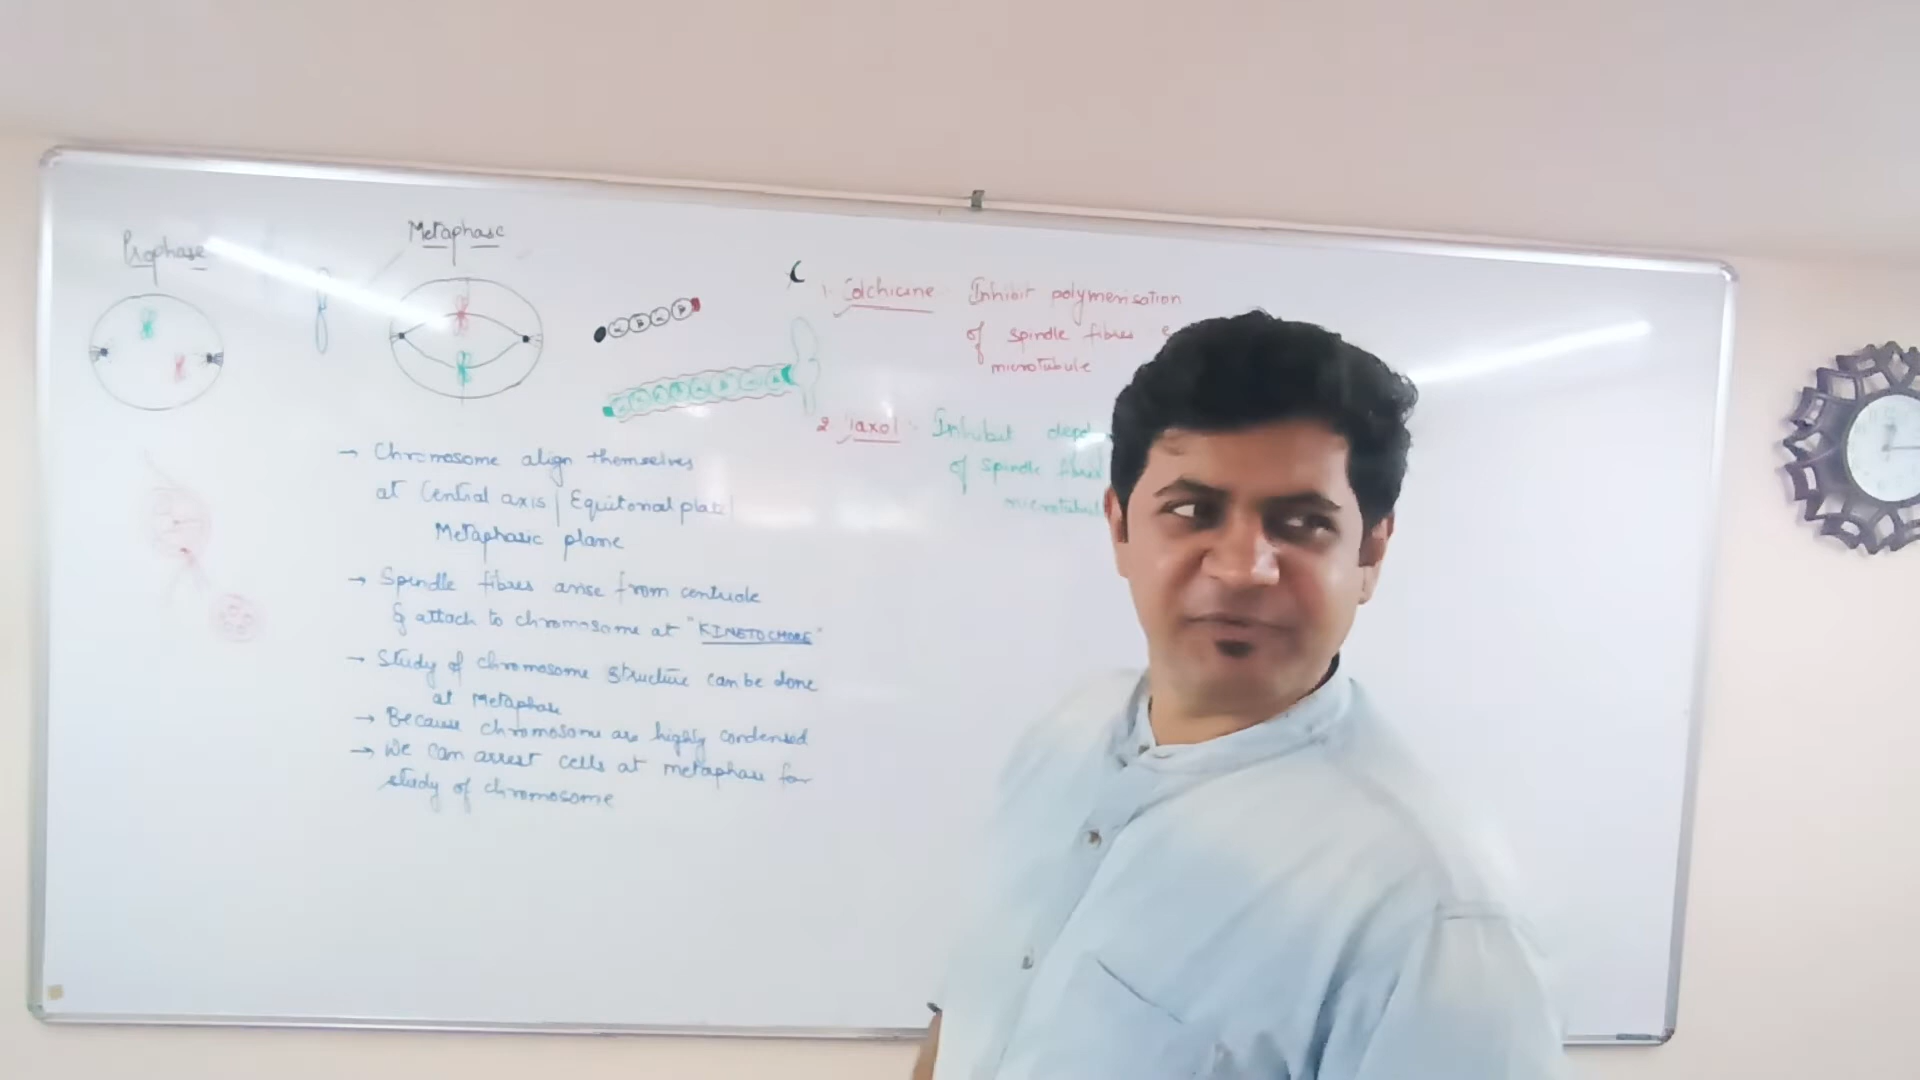 Prophase
Metaphase
α β α β
→ Chromosome align themselves
at Central axis | Equitorial plate|
Metaphasic plane
→ Spindle fibres arise from centriole
& attach to chromosome at "KINETOCHORE"
→ Study of chromosome structure can be done
at Metaphase
→ Because chromosome are highly condensed
→ We can arrest cells at metaphase for
study of chromosome
1. Colchicine Inhibit polymerisation
of spindle fibres
microtubule
2 Taxol :- Inhibit
of spindle fibres